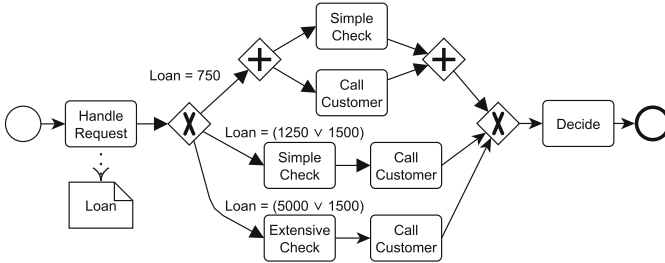 Simple
Check
Loan = 750
Call
Customer
Handle
Request
Loan = (1250 ∨ 1500)
Simple
Check
Call
Customer
Decide
Loan
Loan = (5000 ∨ 1500)
Extensive
Check
Call
Customer